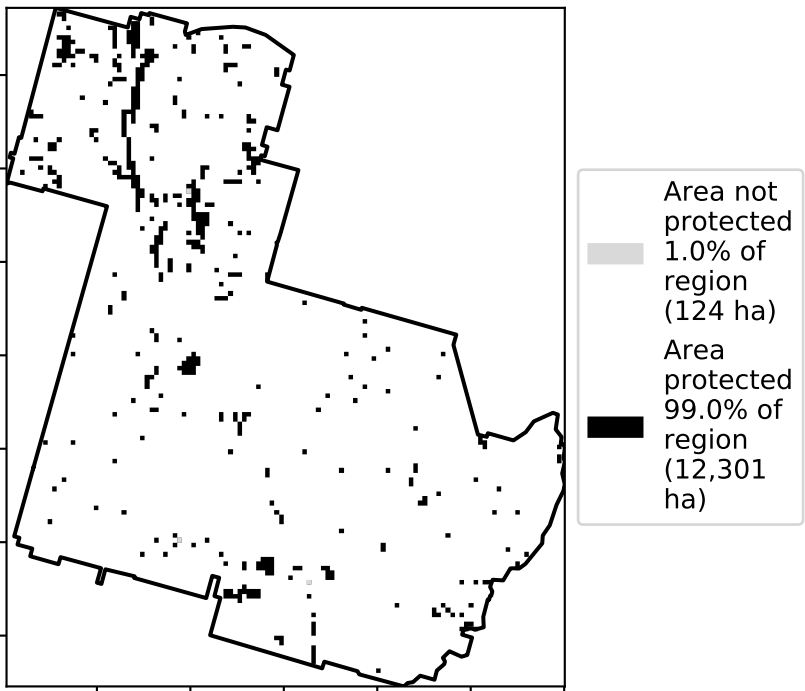 Area not
protected
1.0% of
region
(124 ha)
Area
protected
99.0% of
region
(12,301
ha)